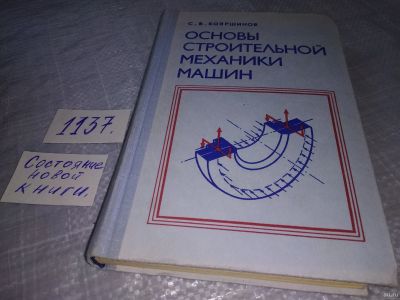 С. В. БОЯРШИНОВ
ОСНОВЫ
СТРОИТЕЛЬНОЙ
МЕХАНИКИ
МАШИН
1137.
Состояние
новой
книги.